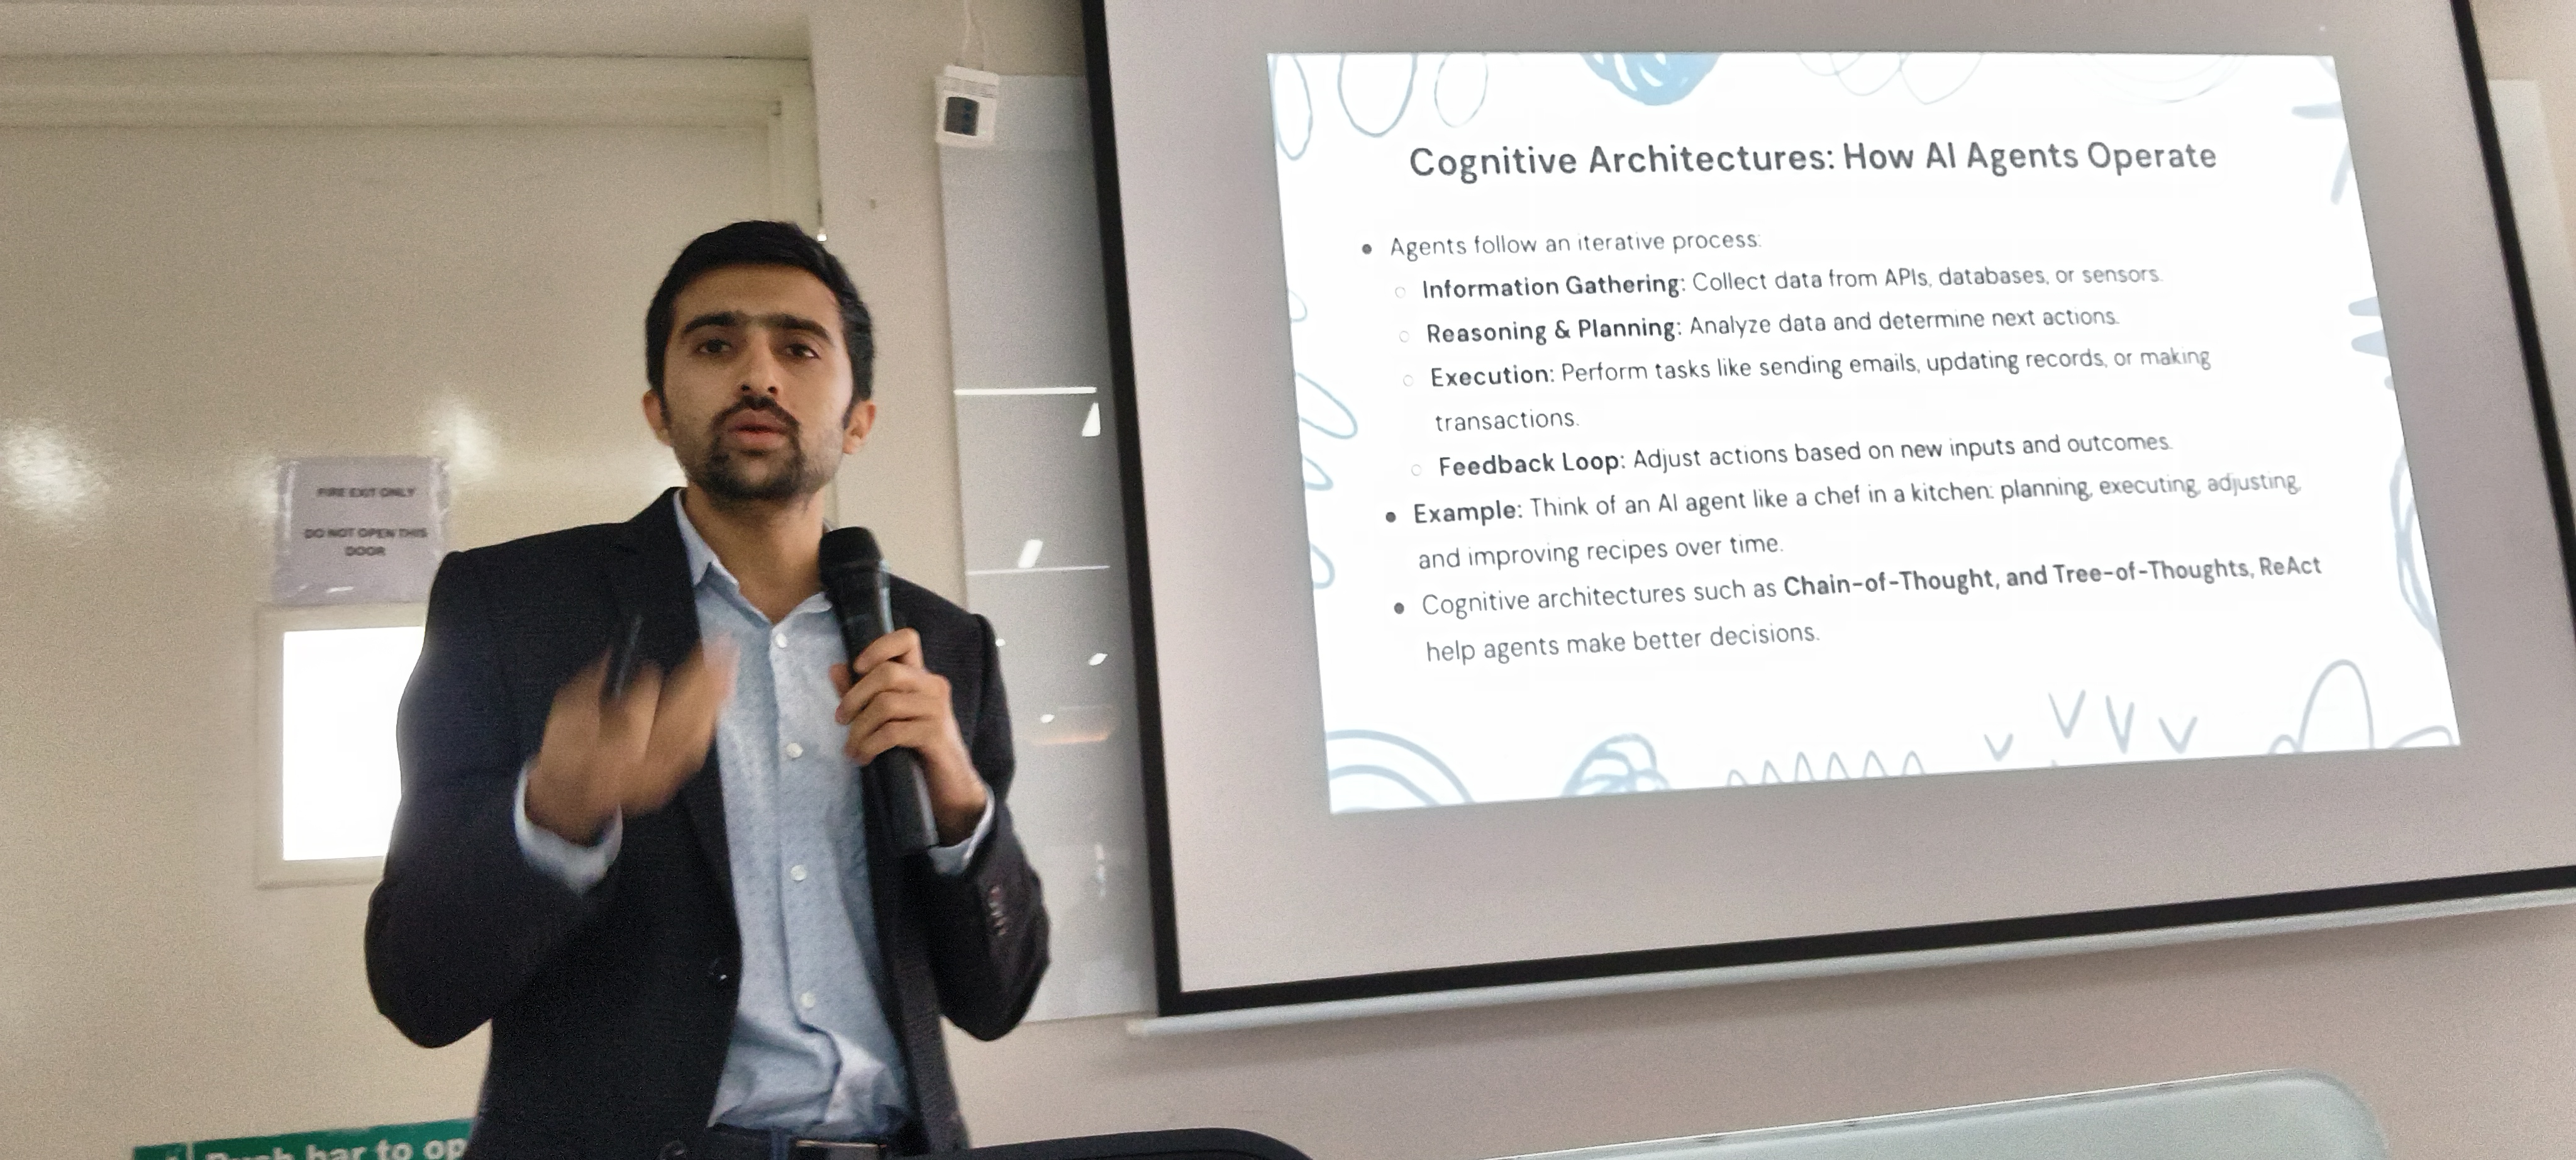 FIRE EXIT ONLY
DO NOT OPEN THIS
DOOR
Push bar to op
Cognitive Architectures: How AI Agents Operate
• Agents follow an iterative process:
○ Information Gathering: Collect data from APIs, databases, or sensors.
○ Reasoning & Planning: Analyze data and determine next actions.
○ Execution: Perform tasks like sending emails, updating records, or making
transactions.
○ Feedback Loop: Adjust actions based on new inputs and outcomes.
• Example: Think of an AI agent like a chef in a kitchen: planning, executing, adjusting,
and improving recipes over time.
• Cognitive architectures such as Chain-of-Thought, and Tree-of-Thoughts, ReAct
help agents make better decisions.